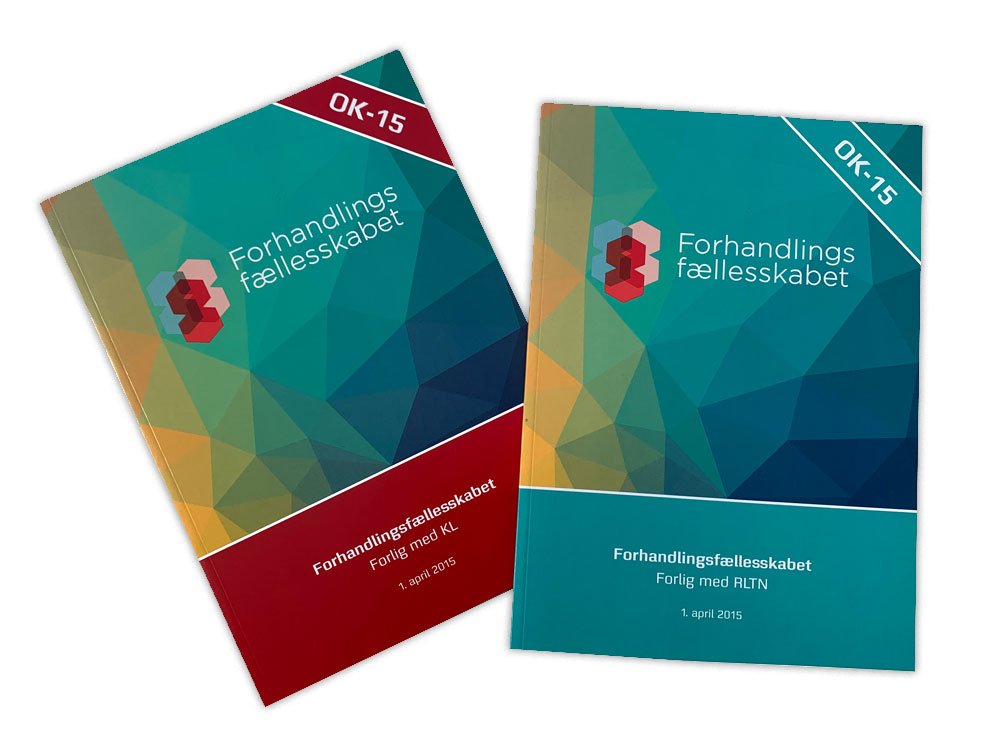 OK-15
Forhandlings
fællesskabet
Forhandlingsfællesskabet
Forlig med KL
1. april 2015
OK-15
Forhandlings
fællesskabet
Forhandlingsfællesskabet
Forlig med RLTN
1. april 2015